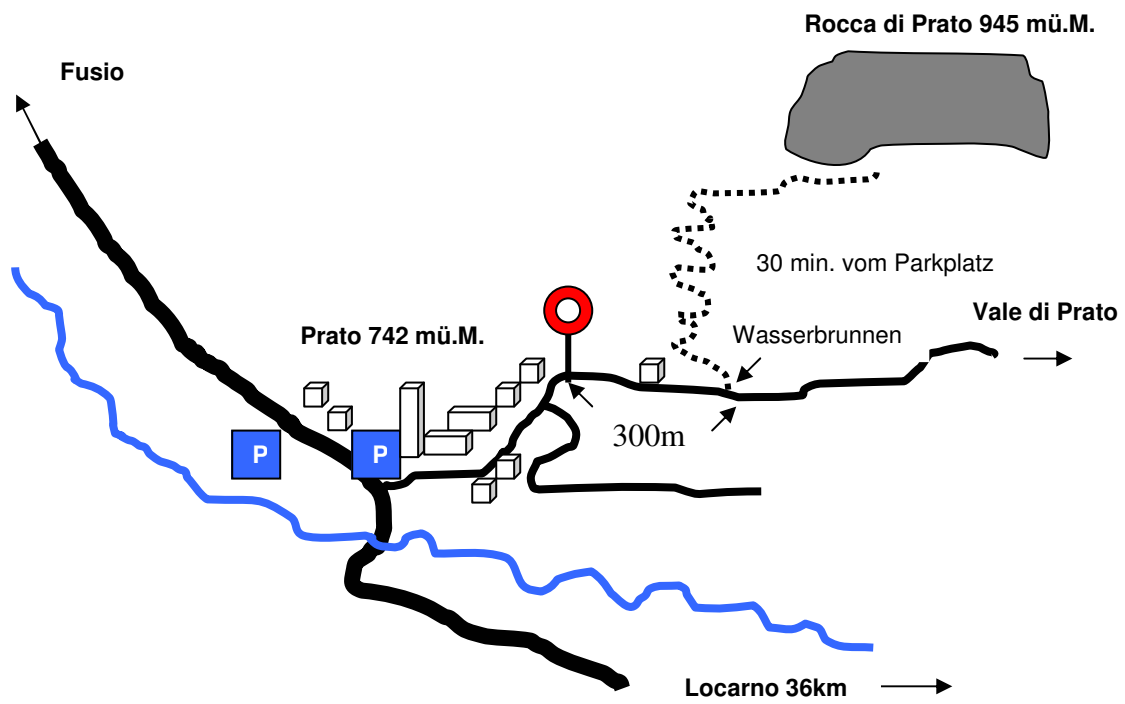 Rocca di Prato 945 mü.M.
Fusio
30 min. vom Parkplatz
Vale di Prato
Prato 742 mü.M.
Wasserbrunnen
300m
P
P
Locarno 36km